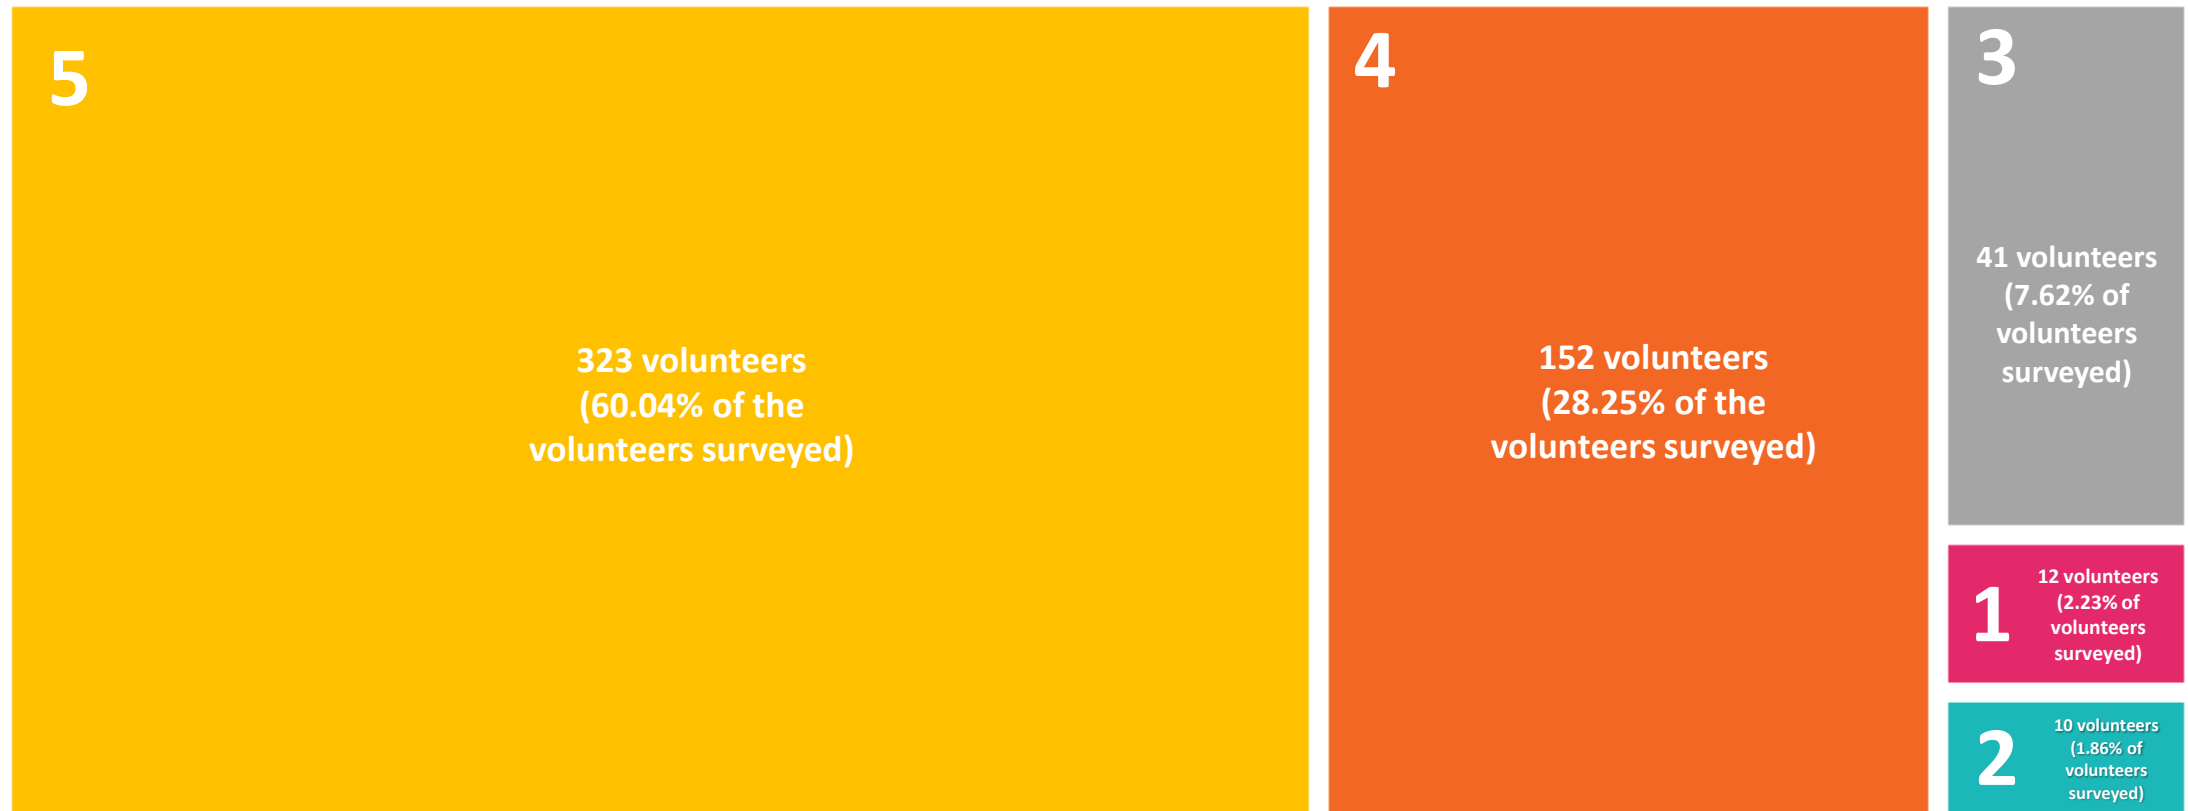 5
323 volunteers
(60.04% of the
volunteers surveyed)
4
152 volunteers
(28.25% of the
volunteers surveyed)
3
41 volunteers
(7.62% of
volunteers
surveyed)
1
12 volunteers
(2.23% of
volunteers
surveyed)
2
10 volunteers
(1.86% of
volunteers
surveyed)